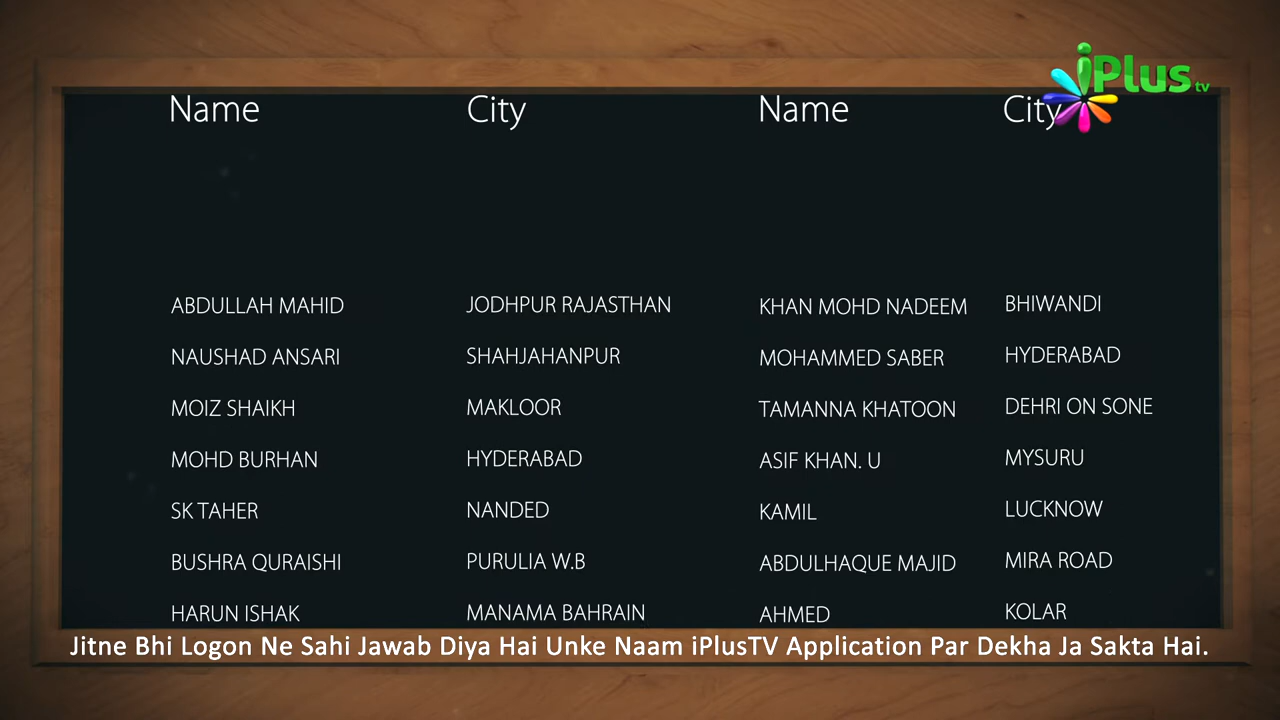 iPlus tv
Name City Name City
ABDULLAH MAHID JODHPUR RAJASTHAN KHAN MOHD NADEEM BHIWANDI
NAUSHAD ANSARI SHAHJAHANPUR MOHAMMED SABER HYDERABAD
MOIZ SHAIKH MAKLOOR TAMANNA KHATOON DEHRI ON SONE
MOHD BURHAN HYDERABAD ASIF KHAN. U MYSURU
SK TAHER NANDED KAMIL LUCKNOW
BUSHRA QURAISHI PURULIA W.B ABDULHAQUE MAJID MIRA ROAD
HARUN ISHAK MANAMA BAHRAIN AHMED KOLAR
Jitne Bhi Logon Ne Sahi Jawab Diya Hai Unke Naam iPlusTV Application Par Dekha Ja Sakta Hai.